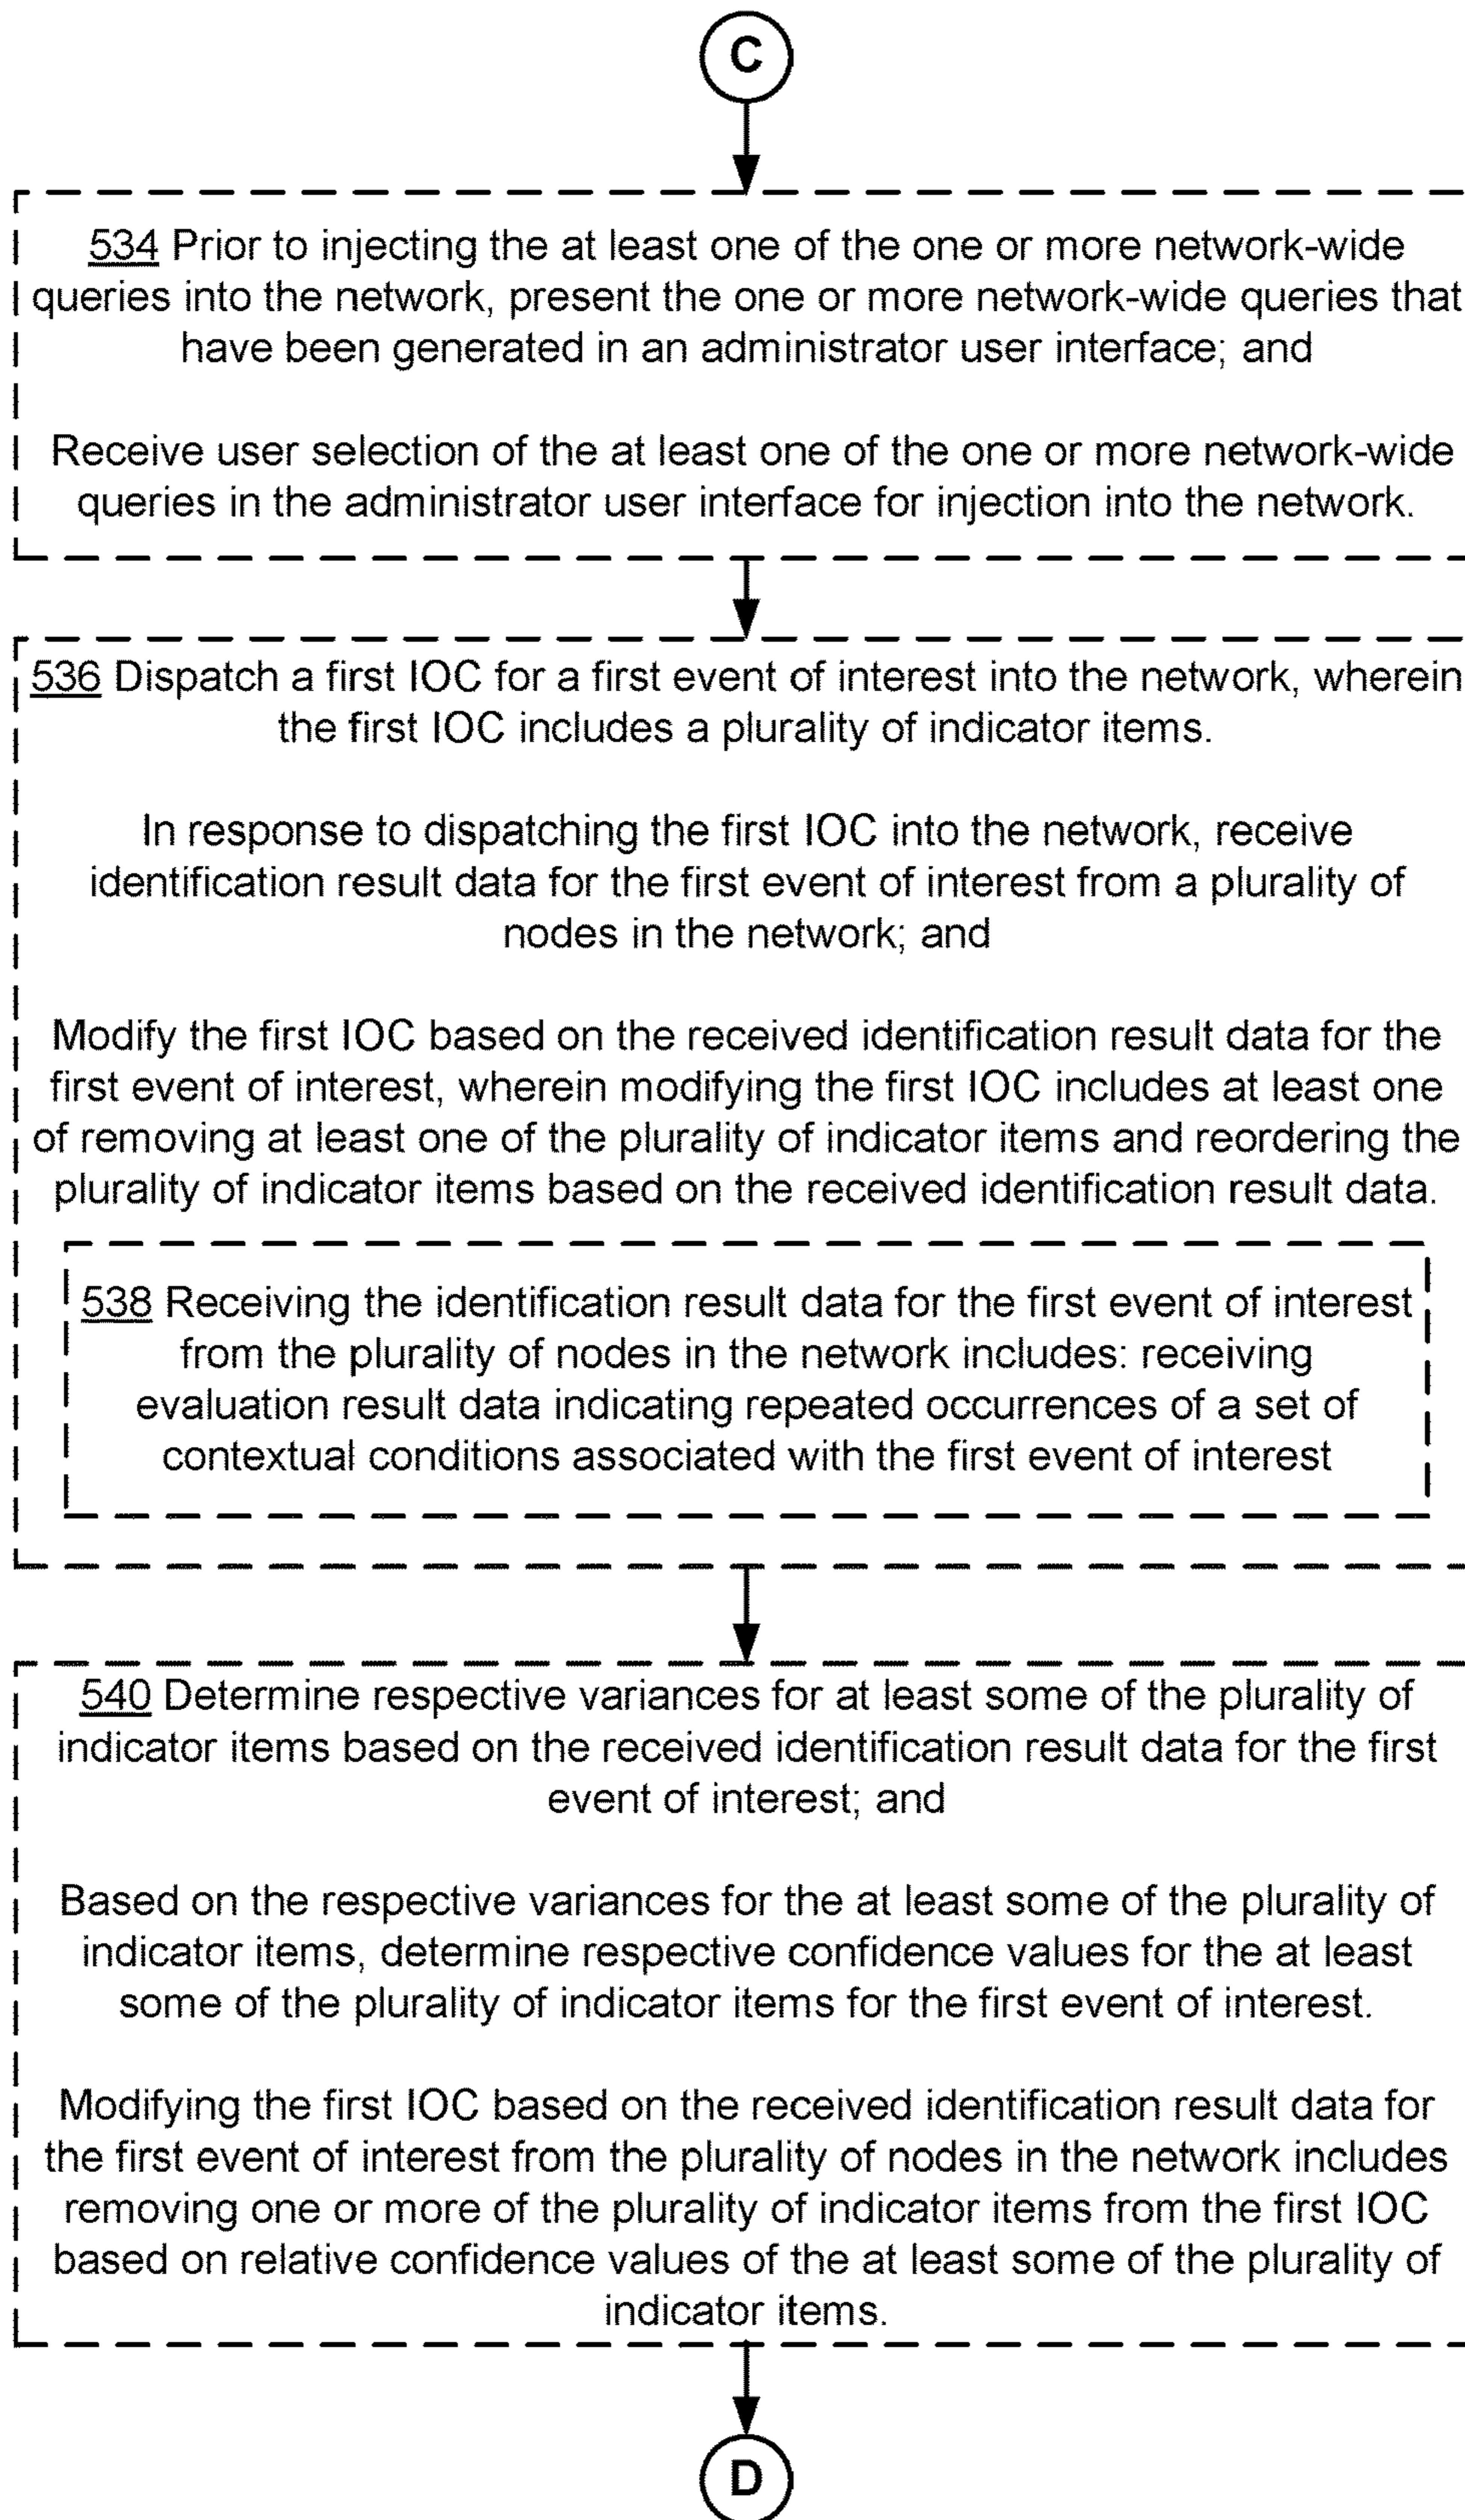 C
534 Prior to injecting the at least one of the one or more network-wide
queries into the network, present the one or more network-wide queries that
have been generated in an administrator user interface; and
Receive user selection of the at least one of the one or more network-wide
queries in the administrator user interface for injection into the network.
536 Dispatch a first IOC for a first event of interest into the network, wherein
the first IOC includes a plurality of indicator items.
In response to dispatching the first IOC into the network, receive
identification result data for the first event of interest from a plurality of
nodes in the network; and
Modify the first IOC based on the received identification result data for the
first event of interest, wherein modifying the first IOC includes at least one
of removing at least one of the plurality of indicator items and reordering the
plurality of indicator items based on the received identification result data.
538 Receiving the identification result data for the first event of interest
from the plurality of nodes in the network includes: receiving
evaluation result data indicating repeated occurrences of a set of
contextual conditions associated with the first event of interest
540 Determine respective variances for at least some of the plurality of
indicator items based on the received identification result data for the first
event of interest; and
Based on the respective variances for the at least some of the plurality of
indicator items, determine respective confidence values for the at least
some of the plurality of indicator items for the first event of interest.
Modifying the first IOC based on the received identification result data for
the first event of interest from the plurality of nodes in the network includes
removing one or more of the plurality of indicator items from the first IOC
based on relative confidence values of the at least some of the plurality of
indicator items.
D